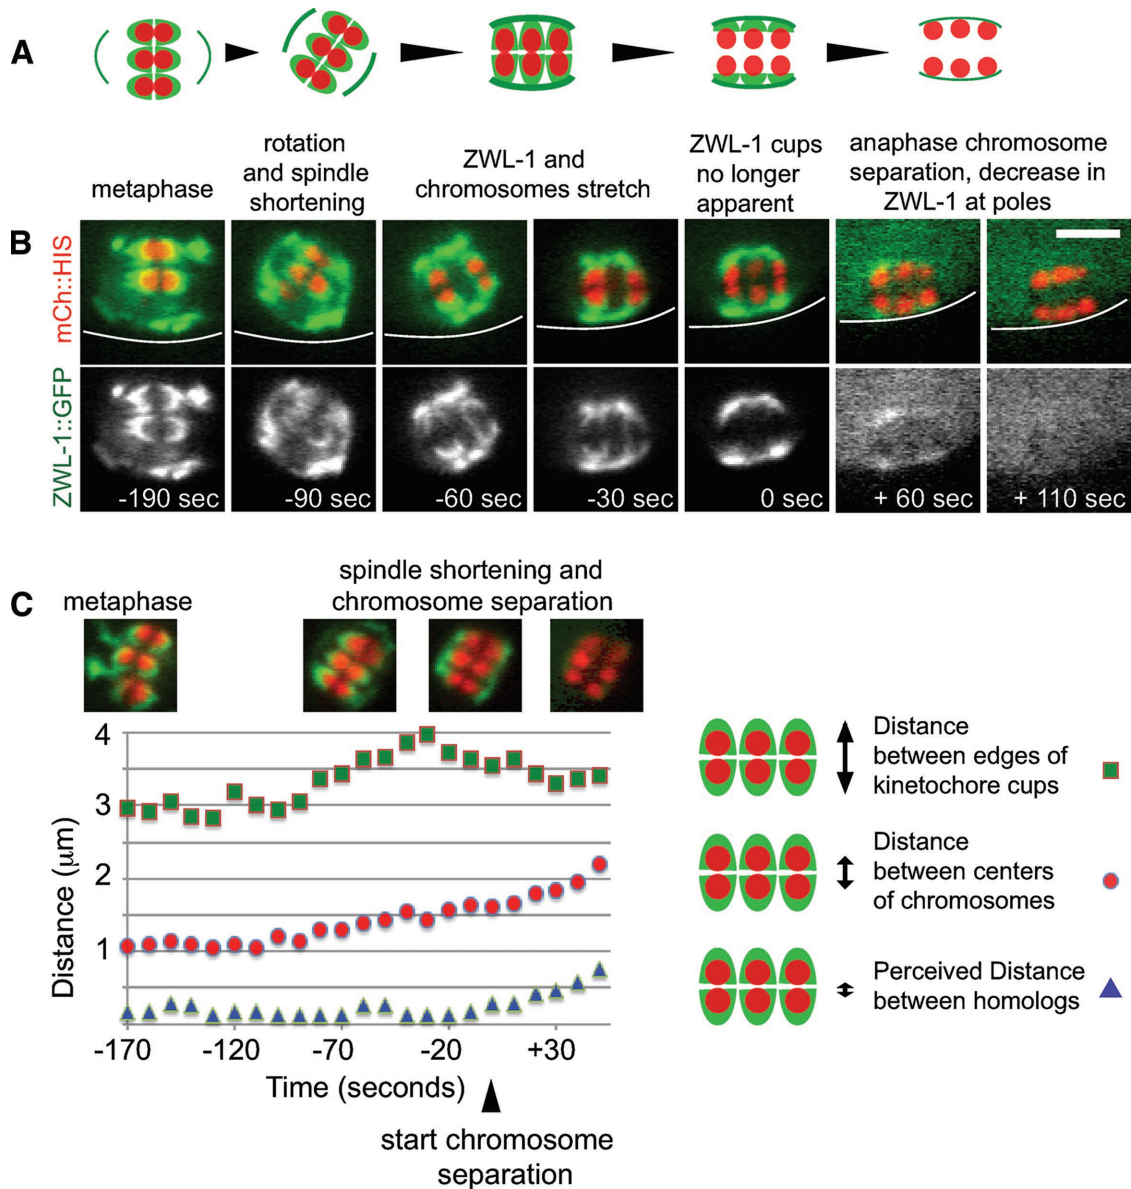 A
metaphase
rotation
and spindle
shortening
ZWL-1 and
chromosomes stretch
ZWL-1 cups
no longer
apparent
anaphase chromosome
separation, decrease in
ZWL-1 at poles
B
mCh::HIS
ZWL-1::GFP
-190 sec
-90 sec
-60 sec
-30 sec
0 sec
+ 60 sec
+ 110 sec
C
metaphase
spindle shortening and
chromosome separation
Distance (μm)
4
3
2
1
-170
-120
-70
-20
+30
Time (seconds)
start chromosome
separation
Distance
between edges of
kinetochore cups
Distance
between centers
of chromosomes
Perceived Distance
between homologs